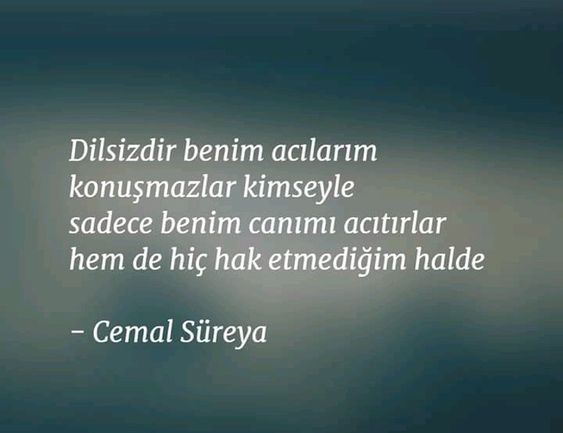 Dilsizdir benim acılarım
konuşmazlar kimseyle
sadece benim canımı acıtırlar
hem de hiç hak etmediğim halde
– Cemal Süreya